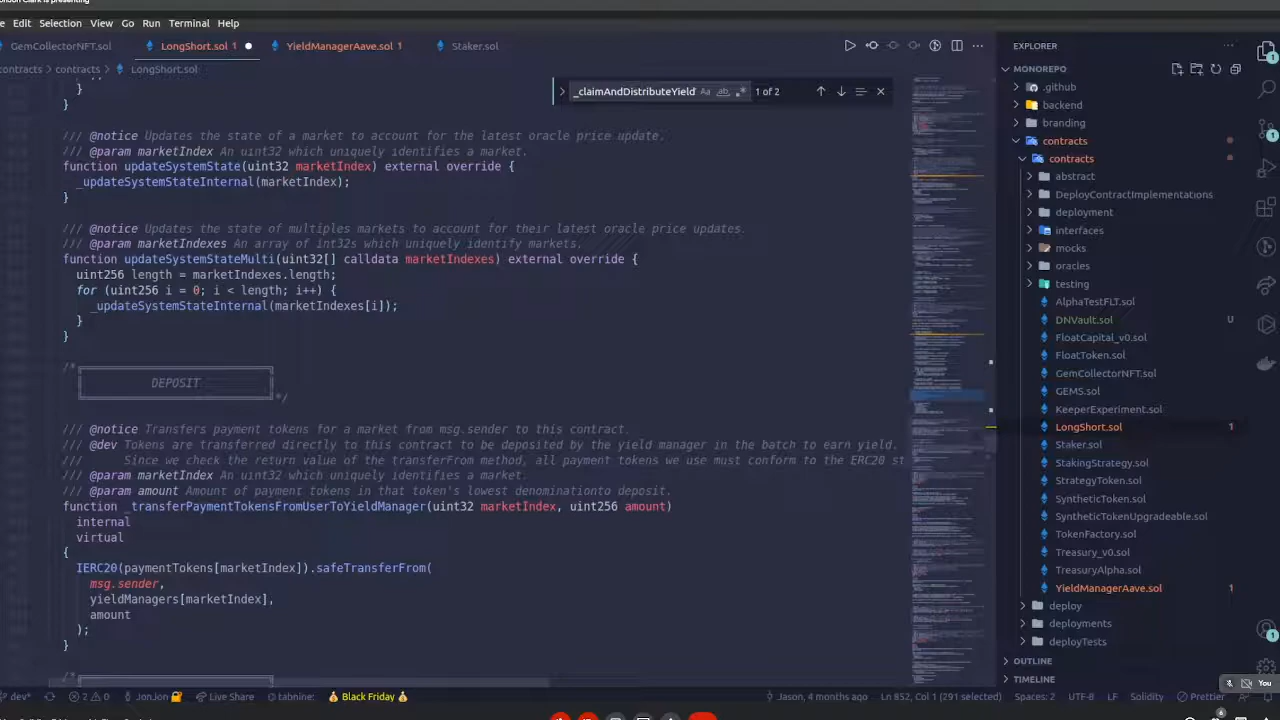 London Clark is presenting
e Edit Selection View Go Run Terminal Help
GemCollectorNFT.sol LongShort.sol 1 YieldManagerAave.sol 1 Staker.sol
contracts > contracts > LongShort.sol
_claimAndDistributeYield Aa ab 1 of 2
}
}
/// @notice Updates the state of a market to account for the latest oracle price update.
/// @param marketIndex An int32 which uniquely identifies a market.
function updateSystemState(uint32 marketIndex) external override {
_updateSystemStateInternal(marketIndex);
}
/// @notice Updates the state of multiples markets to account for their latest oracle price updates.
/// @param marketIndexes An array of int32s which uniquely identify markets.
function updateSystemStateMulti(uint32[] calldata marketIndexes) external override {
uint256 length = marketIndexes.length;
for (uint256 i = 0; i < length; i++) {
_updateSystemStateInternal(marketIndexes[i]);
}
}
DEPOSIT
*/
/// @notice Transfers payment tokens for a market from msg.sender to this contract.
/// @dev Tokens are transferred directly to this contract to be deposited by the yield manager in the batch to earn yield.
Since we check the return value of the transferFrom method, all payment tokens we use must conform to the ERC20 st
/// @param marketIndex An uint32 which uniquely identifies a market.
/// @param amount Amount of payment tokens in that token's lowest denominationto deposit.
function _transferPaymentTokensFromUserToYieldManager(uint32 marketIndex, uint256 amount)
internal
virtual
{
IERC20(paymentTokens[marketIndex]).safeTransferFrom(
msg.sender,
yieldManagers[marketIndex],
amount
);
}
EXPLORER
MONOREPO
.github
backend
branding
contracts
contracts
abstract
DeployContractImplementations
deployment
interfaces
mocks
oracles
testing
AlphaTestFLT.sol
DNVault.sol U
FloatCapital_v0.sol
FloatToken.sol
GemCollectorNFT.sol
GEMS.sol
KeeperExperiment.sol
LongShort.sol 1
Staker.sol
StakingStrategy.sol
StrategyToken.sol
SyntheticToken.sol
SyntheticTokenUpgradeable.sol
TokenFactory.sol
Treasury_v0.sol
TreasuryAlpha.sol
YieldManagerAave.sol
deploy
deployments
deployTests
OUTLINE
TIMELINE
You
dev* 2 0 JonJon Live Share tabnine: Black Friday Jason, 4 months ago Ln 852, Col 1 (291 selected) Spaces: 2 UTF-8 LF Solidity Prettier